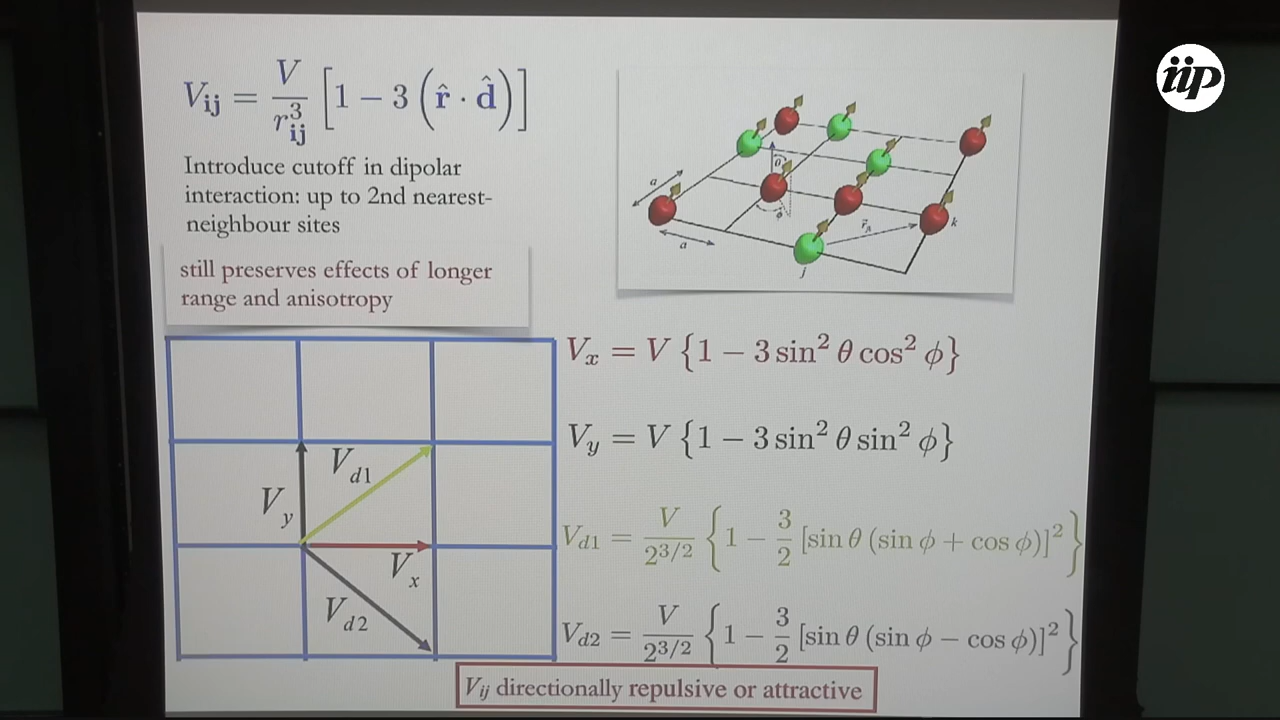 iip
V_ij = V/r_ij^3 [1 − 3 (r̂ · d̂)]
Introduce cutoff in dipolar
interaction: up to 2nd nearest-
neighbour sites
still preserves effects of longer
range and anisotropy
a
a
θ
ϕ
j
k
V_x = V {1 − 3 sin² θ cos² ϕ}
V_y = V {1 − 3 sin² θ sin² ϕ}
V_d1 = V/2^{3/2} {1 − 3/2 [sin θ (sin ϕ + cos ϕ)]²}
V_d2 = V/2^{3/2} {1 − 3/2 [sin θ (sin ϕ − cos ϕ)]²}
V_d1
V_y
V_x
V_d2
V_ij directionally repulsive or attractive